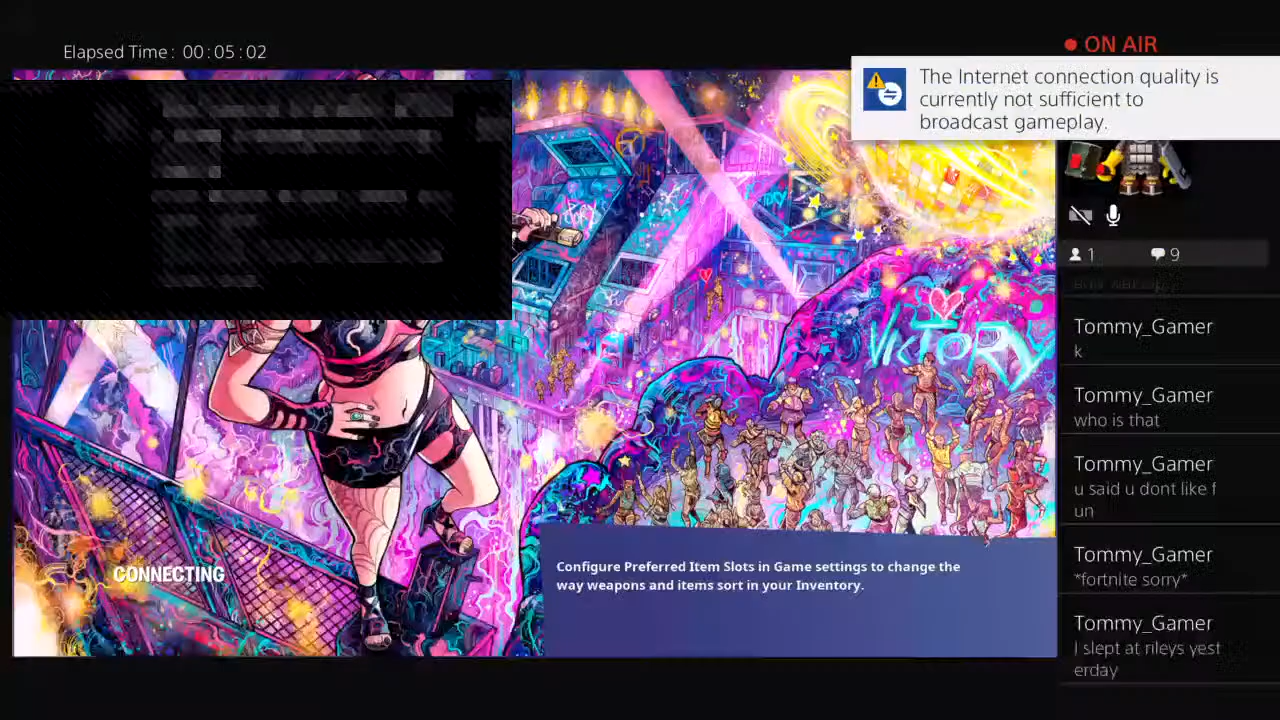 Elapsed Time: 00:05:02
ON AIR
The Internet connection quality is
currently not sufficient to
broadcast gameplay.
1
9
VICTORY
Tommy_Gamer
k
Tommy_Gamer
who is that
Tommy_Gamer
u said u dont like f
un
Tommy_Gamer
*fortnite sorry*
Tommy_Gamer
I slept at rileys yest
erday
CONNECTING
Configure Preferred Item Slots in Game settings to change the
way weapons and items sort in your Inventory.